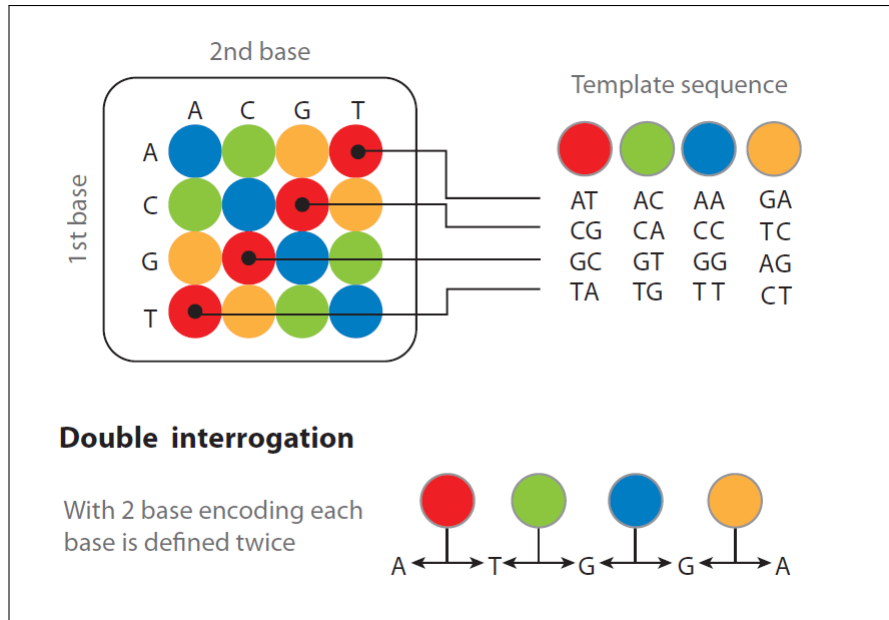 2nd base
A C G T
1st base
A
C
G
T
Template sequence
AT AC AA GA
CG CA CC TC
GC GT GG AG
TA TG TT CT
Double interrogation
With 2 base encoding each
base is defined twice
A T G G A